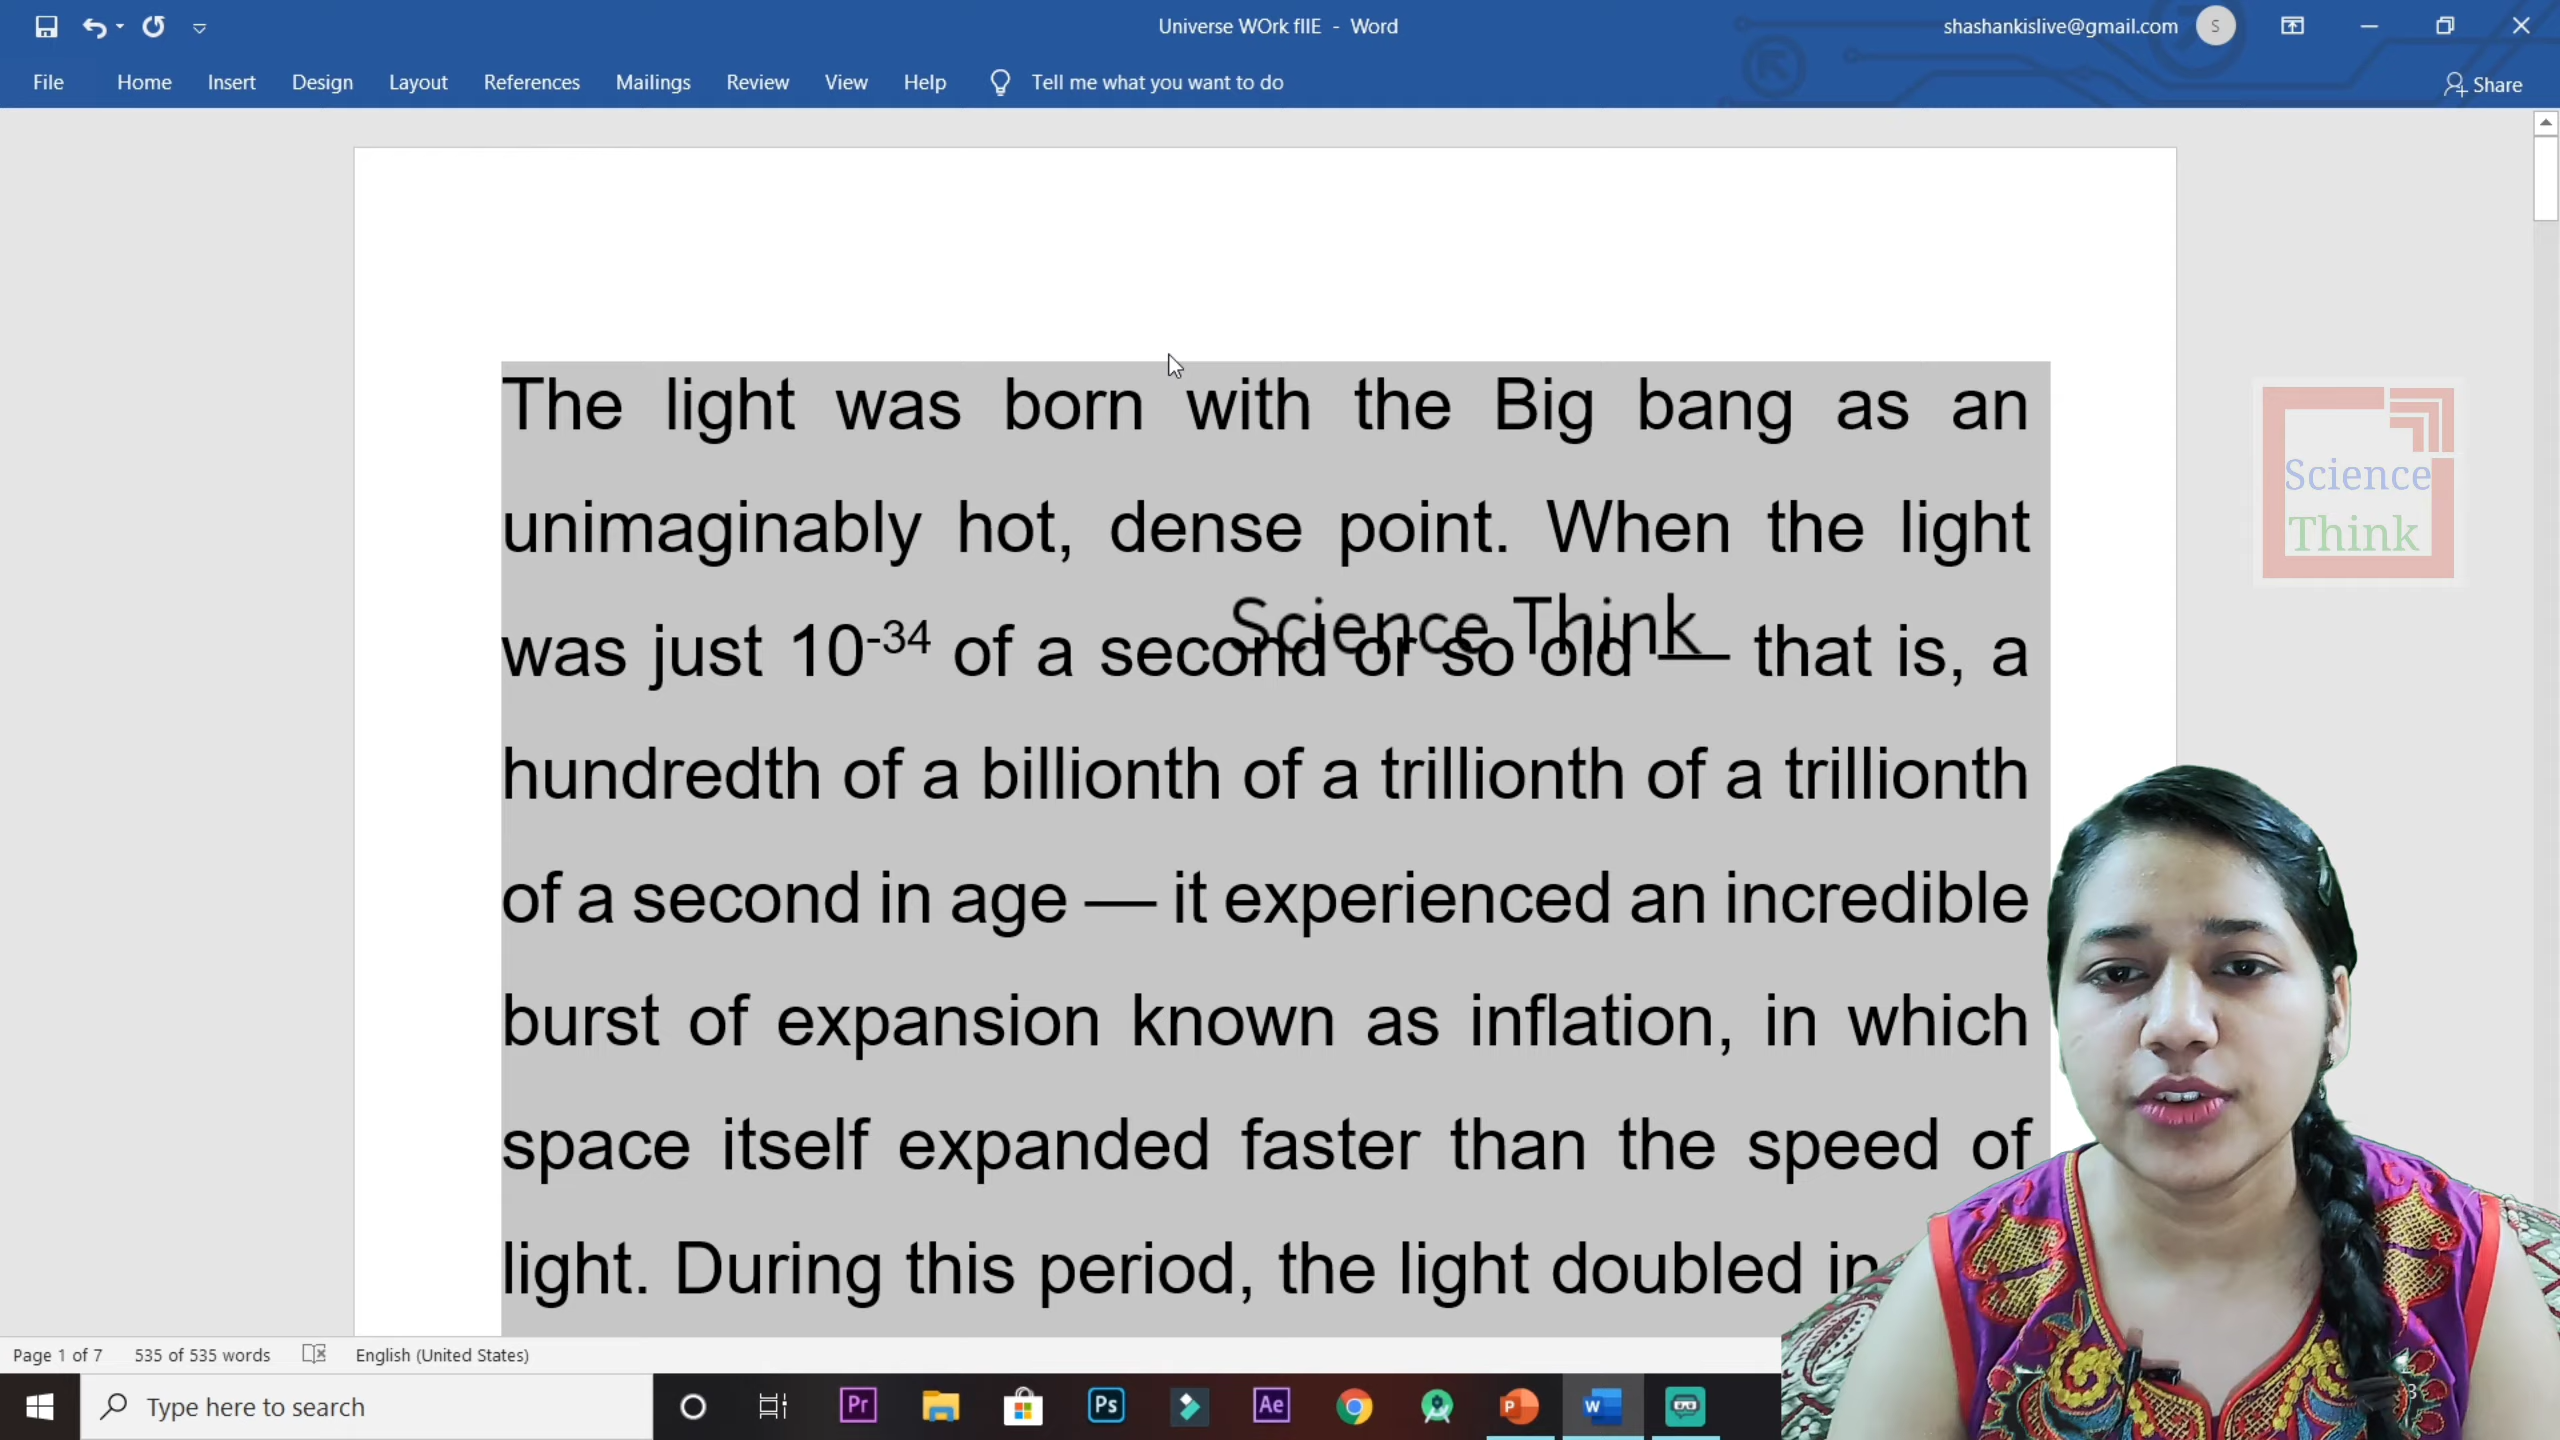 Universe WOrk fIlE - Word
shashankislive@gmail.com
S
File Home Insert Design Layout References Mailings Review View Help Tell me what you want to do
Share
The light was born with the Big bang as an
unimaginably hot, dense point. When the light
Science Think
was just 10-34 of a second or so old — that is, a
hundredth of a billionth of a trillionth of a trillionth
of a second in age — it experienced an incredible
burst of expansion known as inflation, in which
space itself expanded faster than the speed of
light. During this period, the light doubled in
Science
Think
Page 1 of 7 535 of 535 words English (United States)
Type here to search
Pr Ps Ae P W